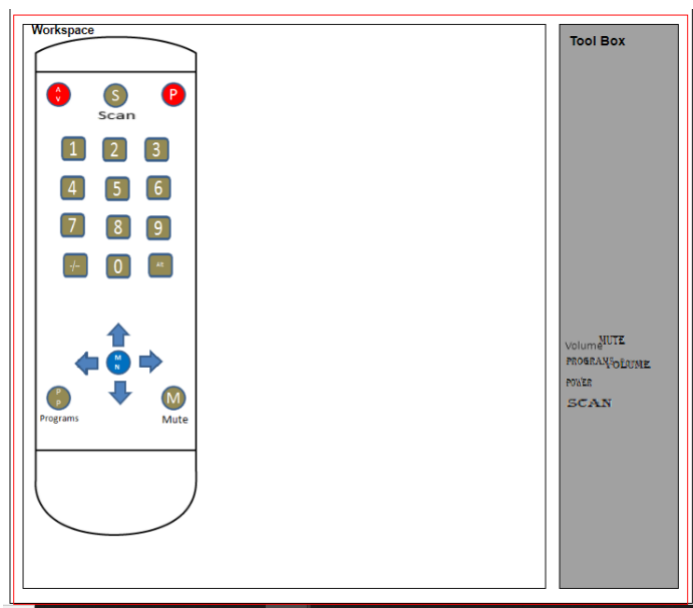 Workspace
Tool Box
A
V
S
P
Scan
1 2 3
4 5 6
7 8 9
-/-- 0
M
N
P
P
M
Programs
Mute
Volume MUTE
PROGRAM VOLUME
POWER
SCAN